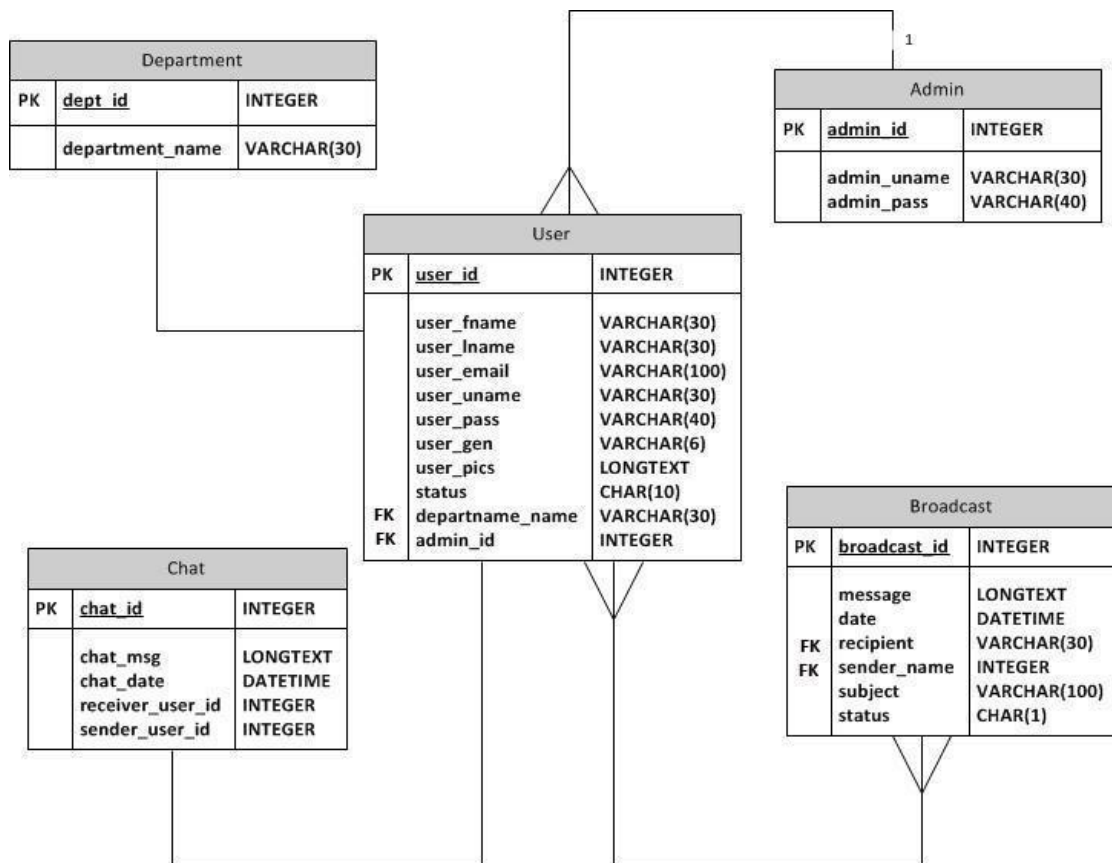 Department
PK dept_id INTEGER
department_name VARCHAR(30)
1
Admin
PK admin_id INTEGER
admin_uname VARCHAR(30)
admin_pass VARCHAR(40)
User
PK user_id INTEGER
user_fname VARCHAR(30)
user_lname VARCHAR(30)
user_email VARCHAR(100)
user_uname VARCHAR(30)
user_pass VARCHAR(40)
user_gen VARCHAR(6)
user_pics LONGTEXT
status CHAR(10)
FK departname_name VARCHAR(30)
FK admin_id INTEGER
Chat
PK chat_id INTEGER
chat_msg LONGTEXT
chat_date DATETIME
receiver_user_id INTEGER
sender_user_id INTEGER
Broadcast
PK broadcast_id INTEGER
message LONGTEXT
date DATETIME
FK recipient VARCHAR(30)
FK sender_name INTEGER
subject VARCHAR(100)
status CHAR(1)